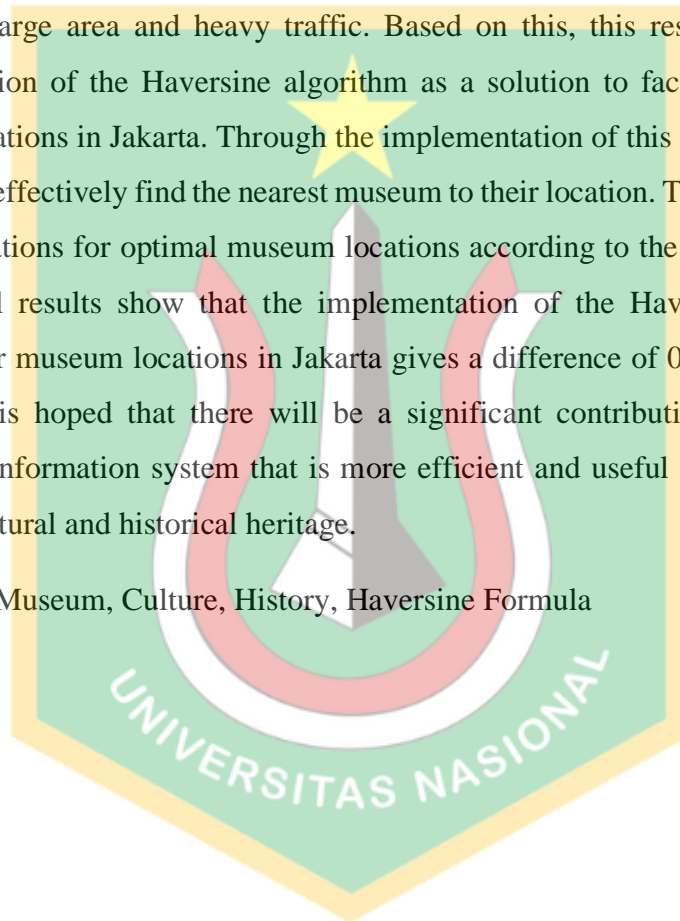 arge area and heavy traffic. Based on this, this res
ion of the Haversine algorithm as a solution to fac
ations in Jakarta. Through the implementation of this
effectively find the nearest museum to their location. T
ations for optimal museum locations according to the
l results show that the implementation of the Hav
r museum locations in Jakarta gives a difference of 0
is hoped that there will be a significant contributi
nformation system that is more efficient and useful
tural and historical heritage.
Museum, Culture, History, Haversine Formula
UNIVERSITAS NASIONAL